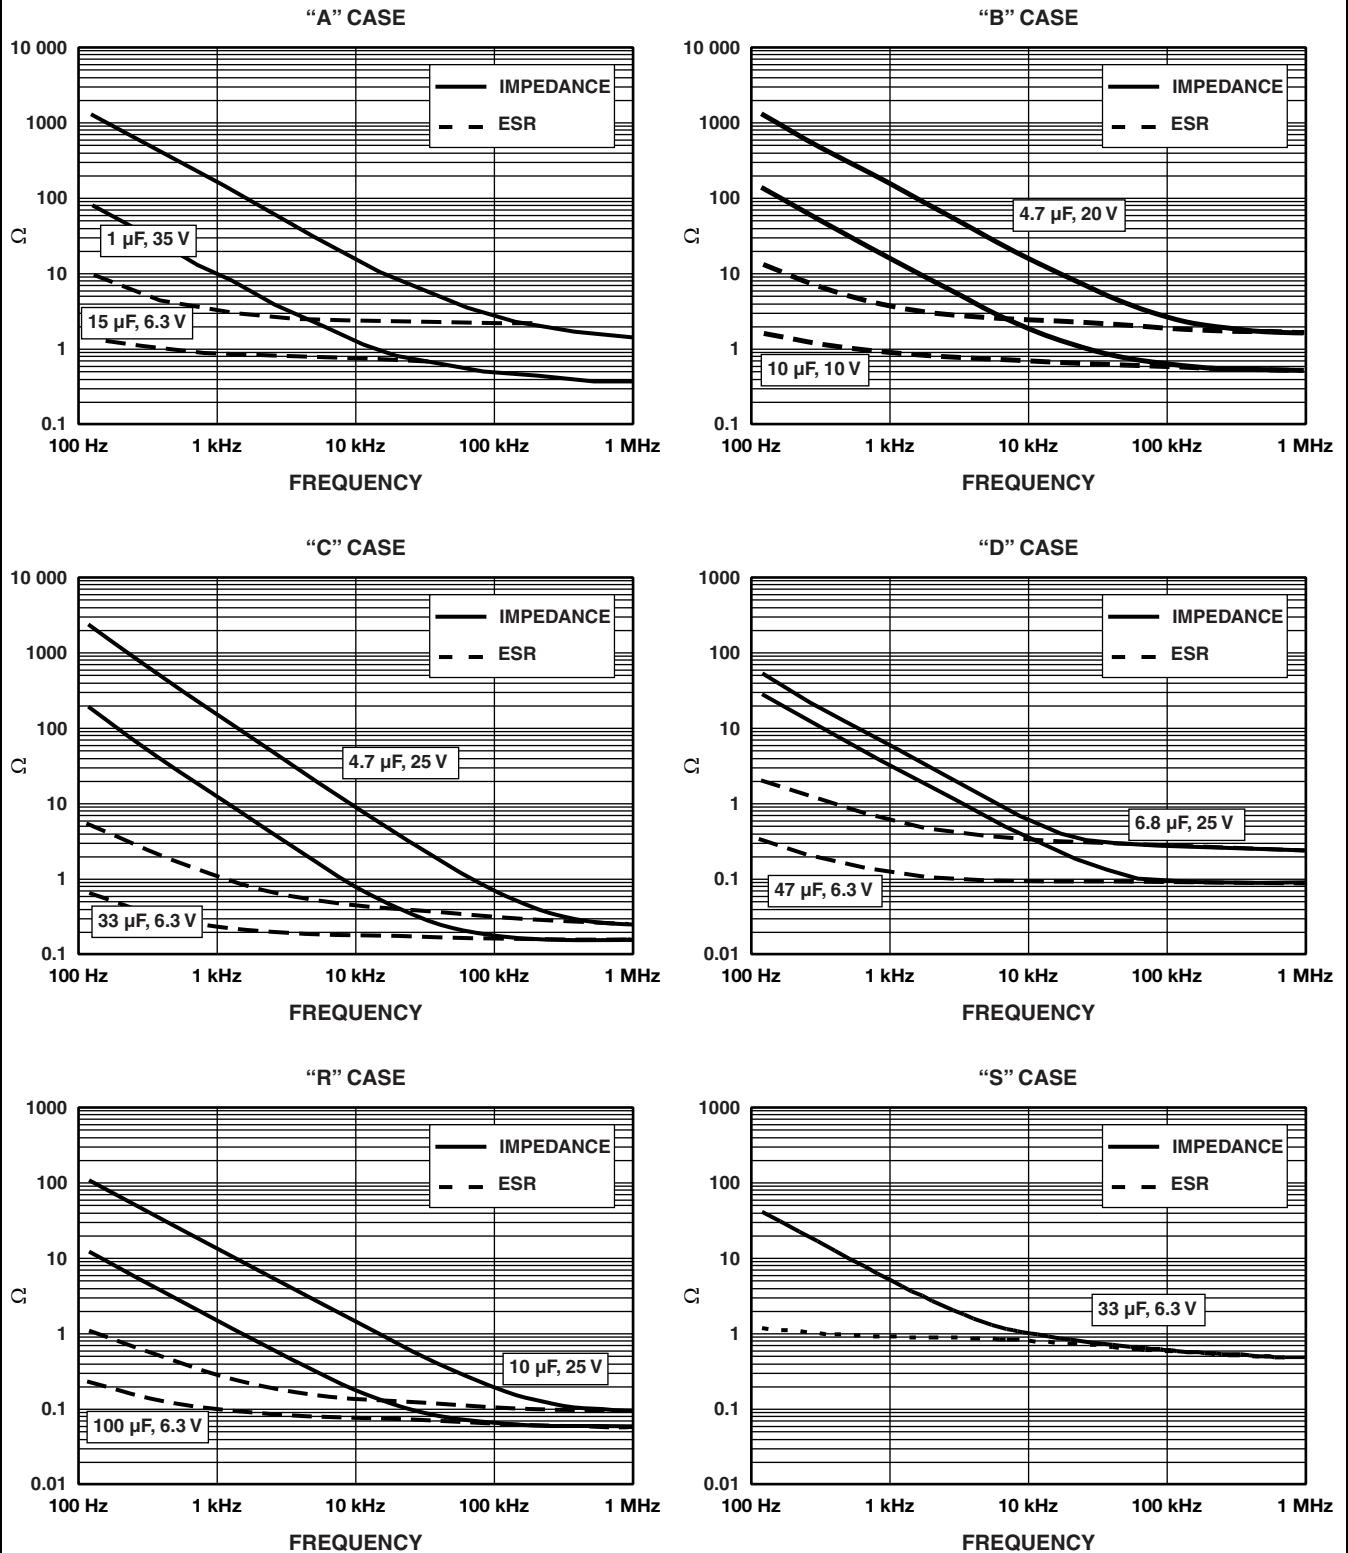 “A” CASE
10 000
1000
100
10
1
0.1
Ω
IMPEDANCE
ESR
1 µF, 35 V
15 µF, 6.3 V
100 Hz 1 kHz 10 kHz 100 kHz 1 MHz
FREQUENCY
“B” CASE
10 000
1000
100
10
1
0.1
Ω
IMPEDANCE
ESR
4.7 µF, 20 V
10 µF, 10 V
100 Hz 1 kHz 10 kHz 100 kHz 1 MHz
FREQUENCY
“C” CASE
10 000
1000
100
10
1
0.1
Ω
IMPEDANCE
ESR
4.7 µF, 25 V
33 µF, 6.3 V
100 Hz 1 kHz 10 kHz 100 kHz 1 MHz
FREQUENCY
“D” CASE
1000
100
10
1
0.1
0.01
Ω
IMPEDANCE
ESR
6.8 µF, 25 V
47 µF, 6.3 V
100 Hz 1 kHz 10 kHz 100 kHz 1 MHz
FREQUENCY
“R” CASE
1000
100
10
1
0.1
0.01
Ω
IMPEDANCE
ESR
10 µF, 25 V
100 µF, 6.3 V
100 Hz 1 kHz 10 kHz 100 kHz 1 MHz
FREQUENCY
“S” CASE
1000
100
10
1
0.1
0.01
Ω
IMPEDANCE
ESR
33 µF, 6.3 V
100 Hz 1 kHz 10 kHz 100 kHz 1 MHz
FREQUENCY